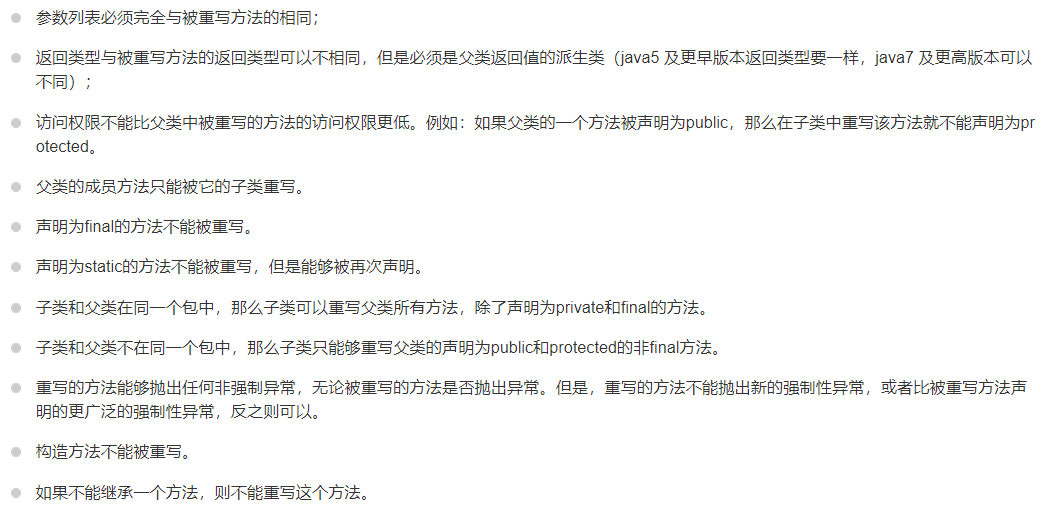 参数列表必须完全与被重写方法的相同；
返回类型与被重写方法的返回类型可以不相同，但是必须是父类返回值的派生类（java5 及更早版本返回类型要一样，java7 及更高版本可以
不同）；
访问权限不能比父类中被重写的方法的访问权限更低。例如：如果父类的一个方法被声明为public，那么在子类中重写该方法就不能声明为pr
otected。
父类的成员方法只能被它的子类重写。
声明为final的方法不能被重写。
声明为static的方法不能被重写，但是能够被再次声明。
子类和父类在同一个包中，那么子类可以重写父类所有方法，除了声明为private和final的方法。
子类和父类不在同一个包中，那么子类只能够重写父类的声明为public和protected的非final方法。
重写的方法能够抛出任何非强制异常，无论被重写的方法是否抛出异常。但是，重写的方法不能抛出新的强制性异常，或者比被重写方法声
明的更广泛的强制性异常，反之则可以。
构造方法不能被重写。
如果不能继承一个方法，则不能重写这个方法。